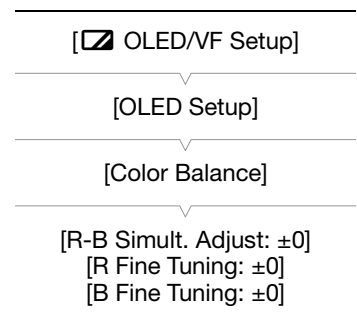 [OLED/VF Setup]
[OLED Setup]
[Color Balance]
[R-B Simult. Adjust: ±0]
[R Fine Tuning: ±0]
[B Fine Tuning: ±0]